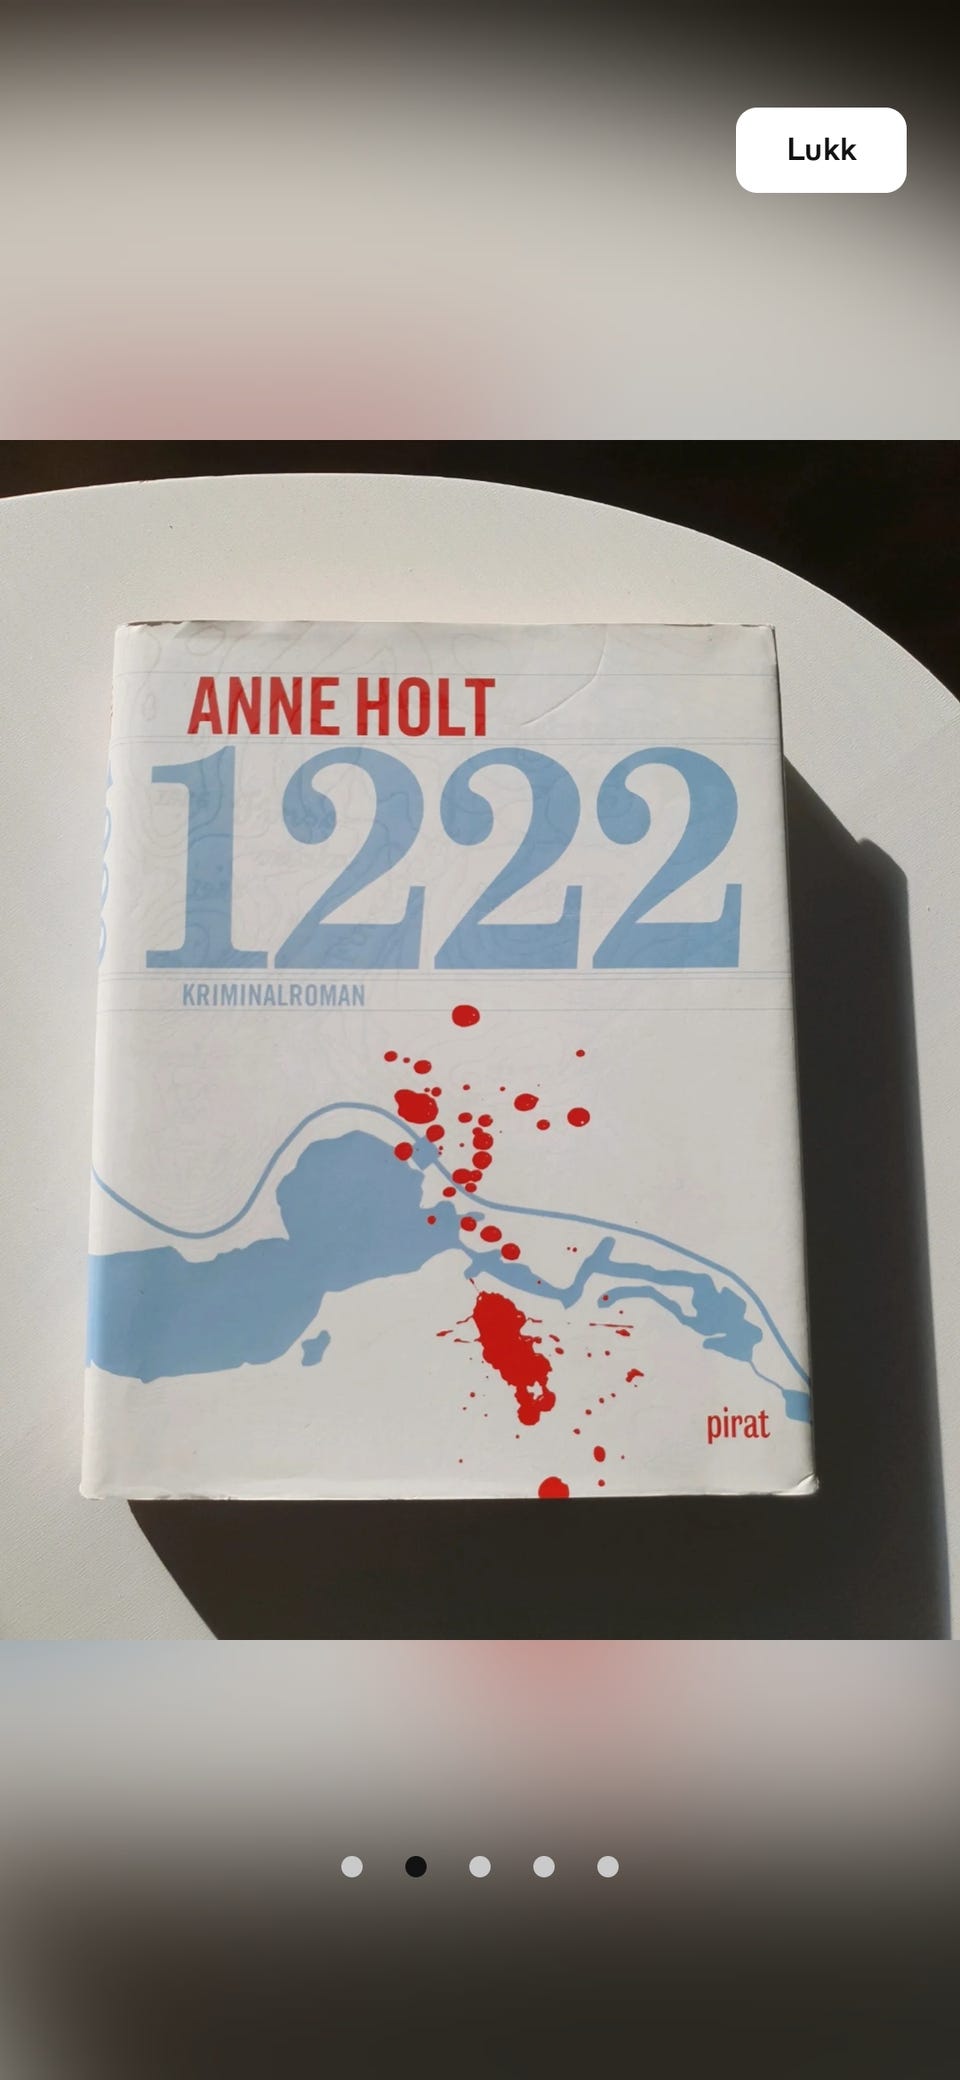 Lukk
ANNE HOLT
1222
KRIMINALROMAN
pirat